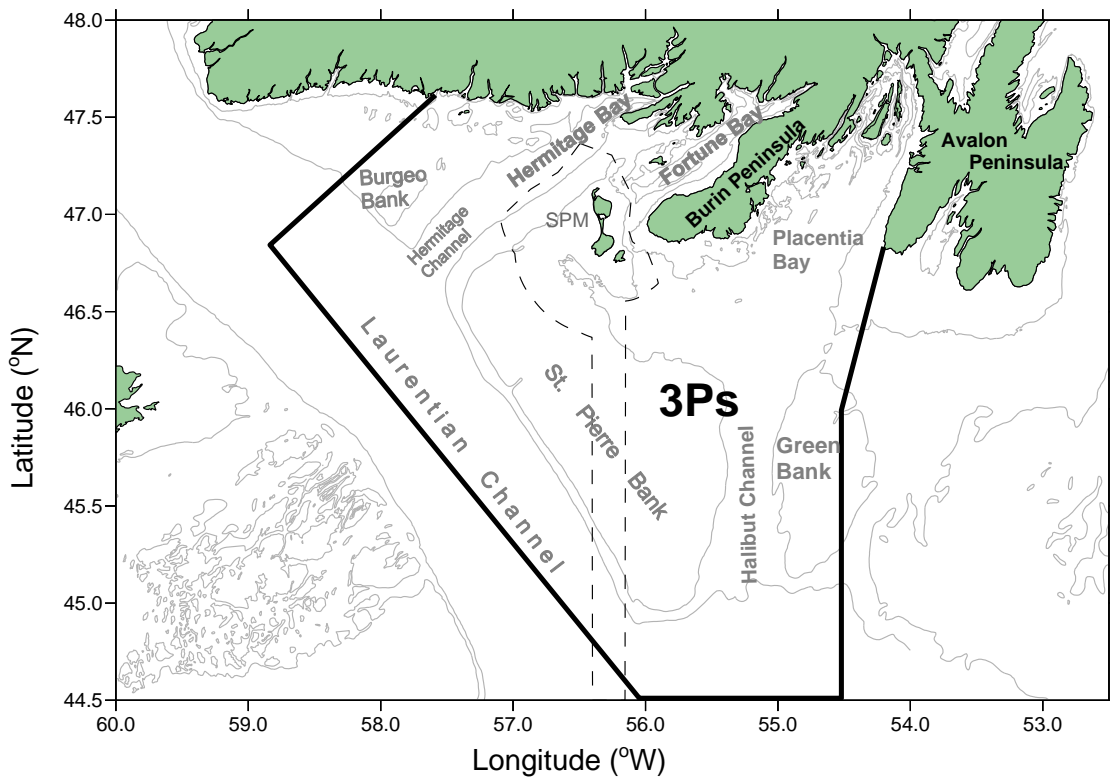 48.0
47.5
47.0
46.5
46.0
45.5
45.0
44.5
Latitude (°N)
60.0
59.0
58.0
57.0
56.0
55.0
54.0
53.0
Longitude (°W)
Hermitage Bay
Fortune Bay
Burin Peninsula
Avalon
Peninsula
Burgeo
Bank
Hermitage
Channel
SPM
Placentia
Bay
Laurentian Channel
St. Pierre Bank
3Ps
Halibut Channel
Green
Bank